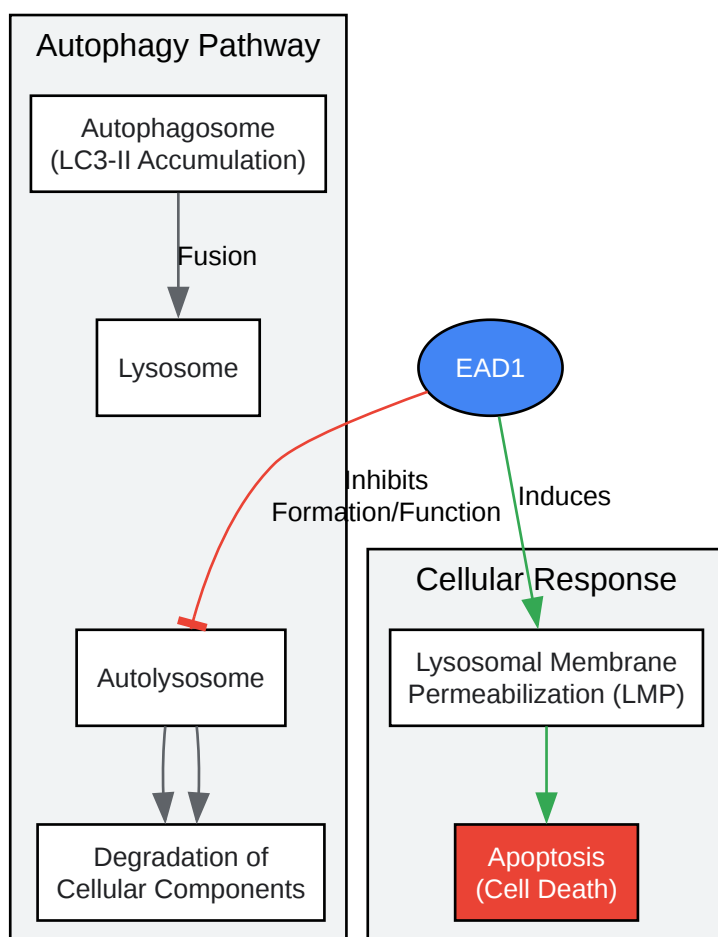 Autophagy Pathway
Autophagosome
(LC3-II Accumulation)
Fusion
Lysosome
EAD1
Inhibits
Formation/Function
Induces
Cellular Response
Autolysosome
Lysosomal Membrane
Permeabilization (LMP)
Degradation of
Cellular Components
Apoptosis
(Cell Death)